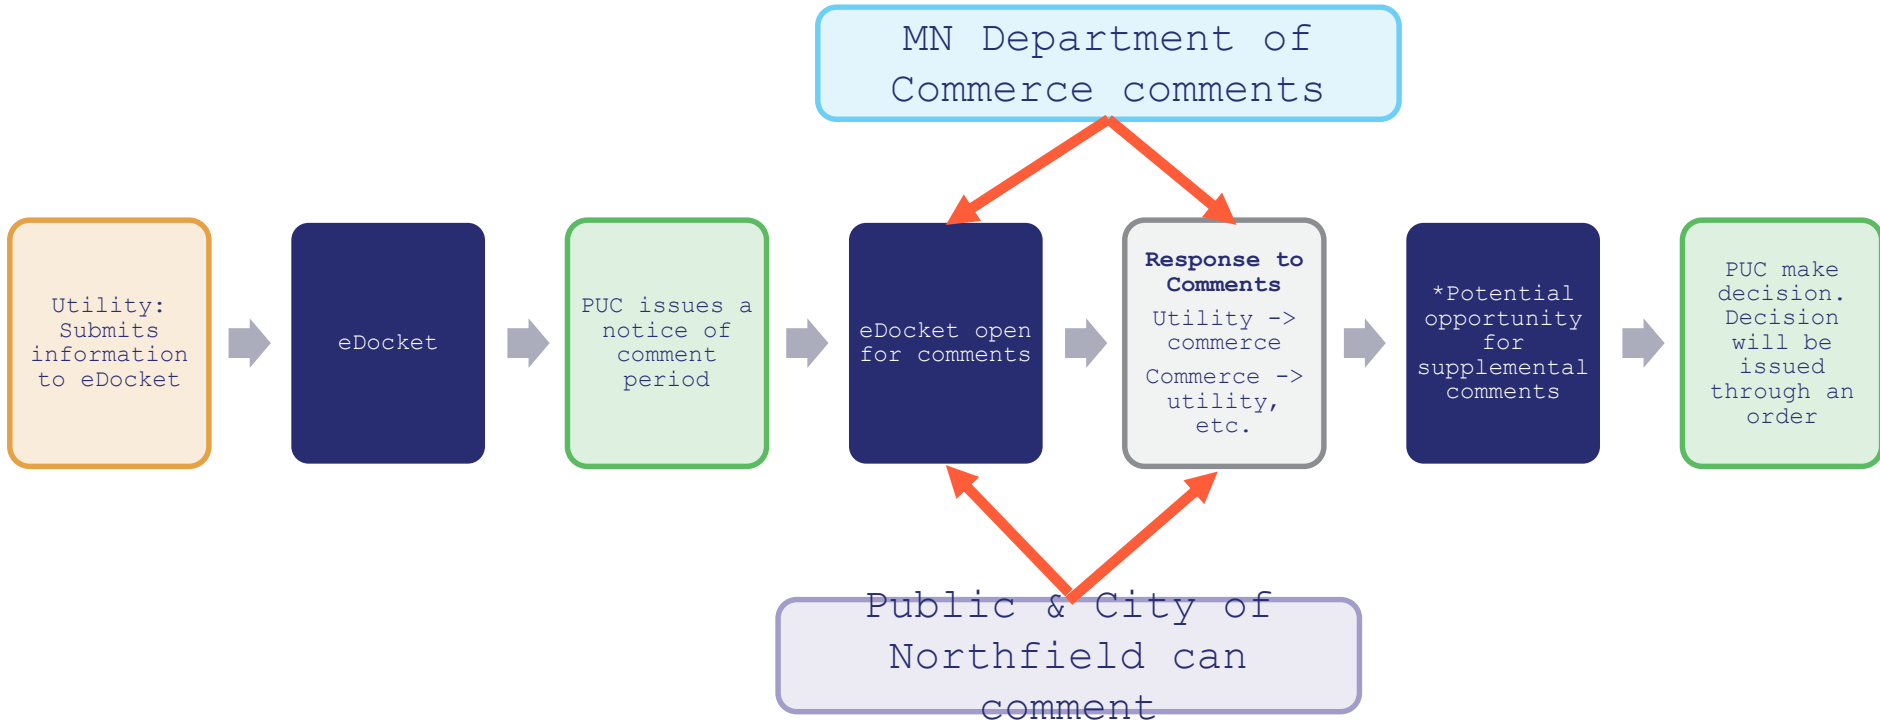 MN Department of
Commerce comments
Utility:
Submits
information
to eDocket
eDocket
PUC issues a
notice of
comment
period
eDocket open
for comments
Response to
Comments
Utility ->
commerce
Commerce ->
utility,
etc.
*Potential
opportunity
for
supplemental
comments
PUC make
decision.
Decision
will be
issued
through an
order
Public & City of
Northfield can
comment